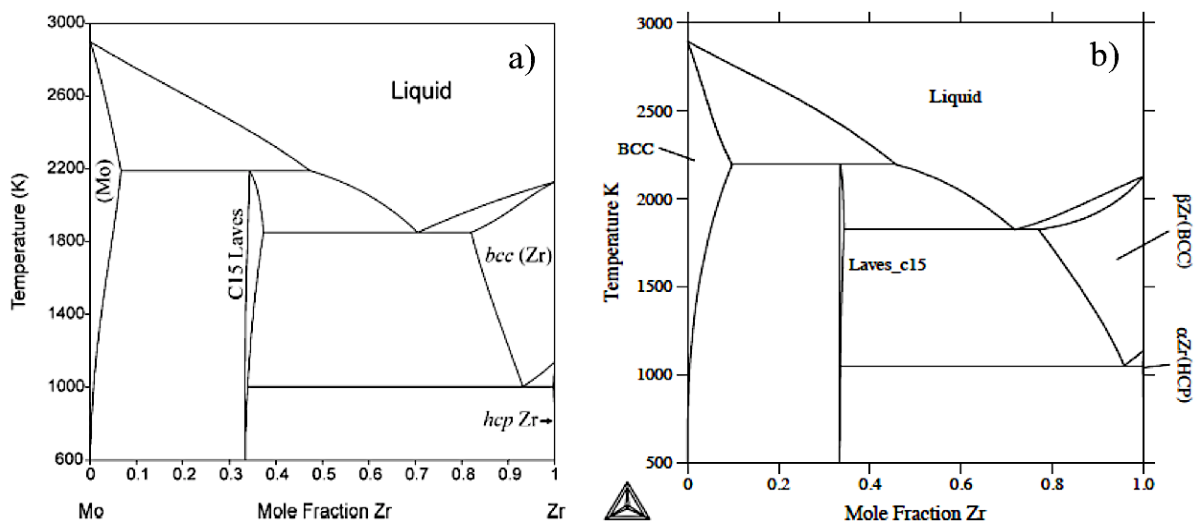 a)
3000
2600
2200
1800
1400
1000
600
Temperature (K)
Liquid
(Mo)
C15 Laves
bcc (Zr)
hcp Zr
0 0.1 0.2 0.3 0.4 0.5 0.6 0.7 0.8 0.9 1
Mo Mole Fraction Zr Zr
b)
3000
2500
2000
1500
1000
500
Temperature K
Liquid
BCC
Laves_c15
βZr(BCC)
αZr(HCP)
0 0.2 0.4 0.6 0.8 1.0
Mole Fraction Zr